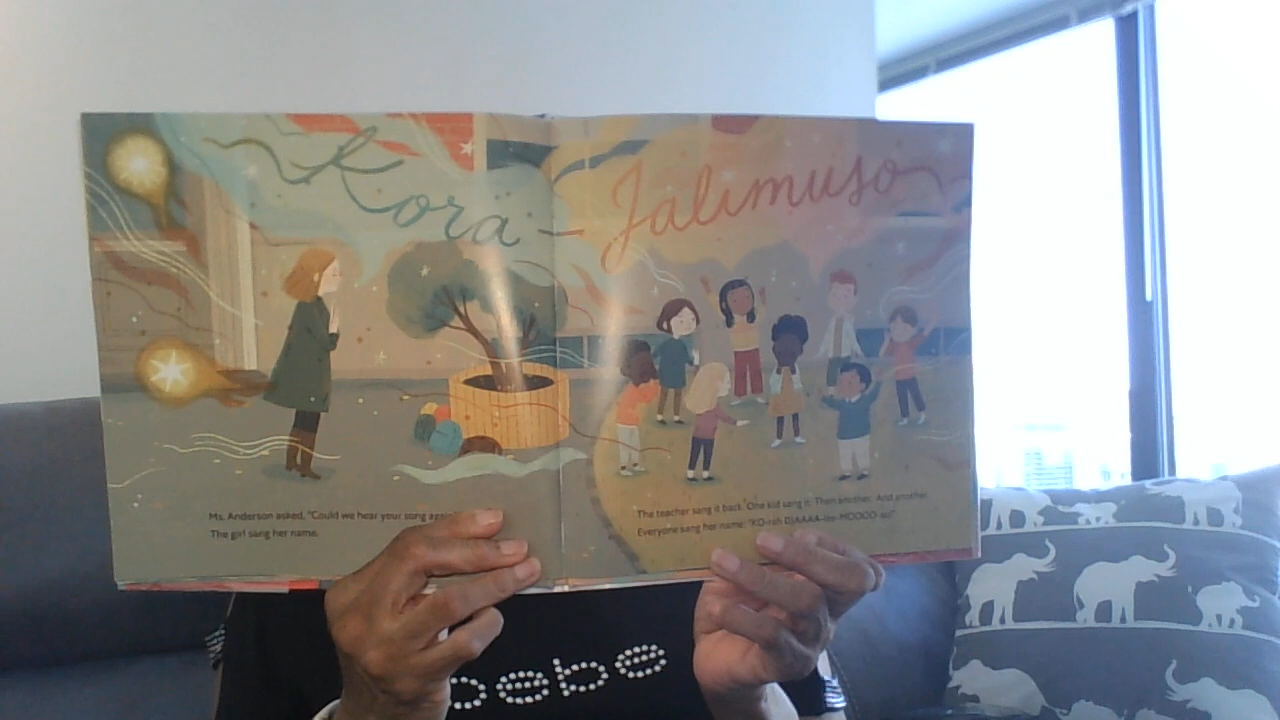 Kora – Jalimuso
Ms. Anderson asked, "Could we hear your song again?"
The girl sang her name.
The teacher sang it back. One kid sang it. Then another. And another.
Everyone sang her name: "KO-rah DJAAAA-lee-MOOOO-so!"
bebe